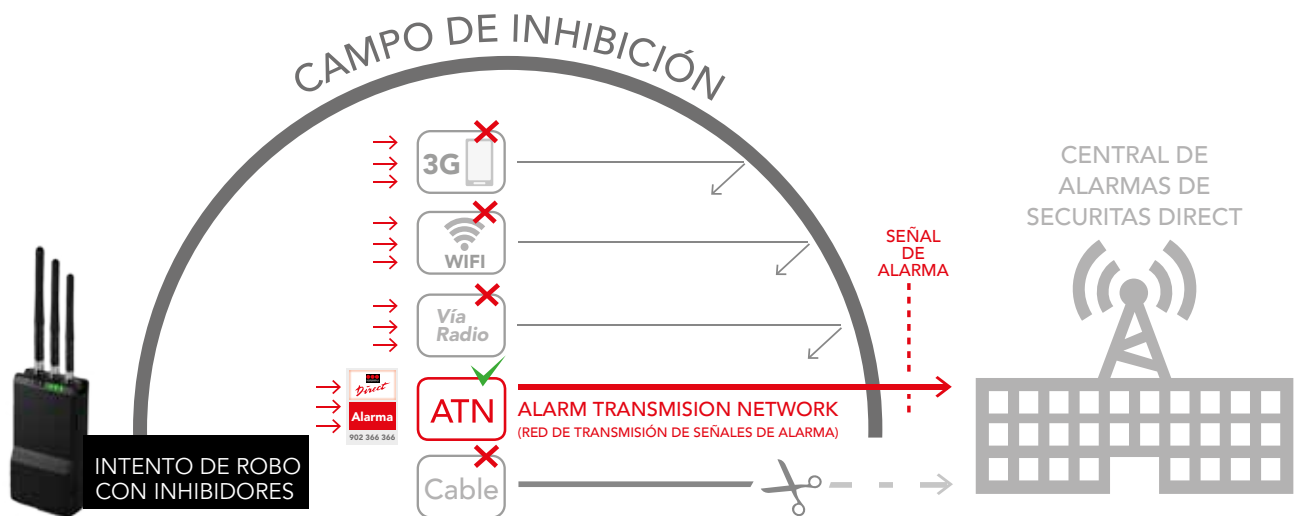 CAMPO DE INHIBICIÓN
3G
WIFI
Vía
Radio
Direct
Alarma
902 366 366
ATN
ALARM TRANSMISION NETWORK
(RED DE TRANSMISIÓN DE SEÑALES DE ALARMA)
Cable
INTENTO DE ROBO
CON INHIBIDORES
SEÑAL
DE
ALARMA
CENTRAL DE
ALARMAS DE
SECURITAS DIRECT